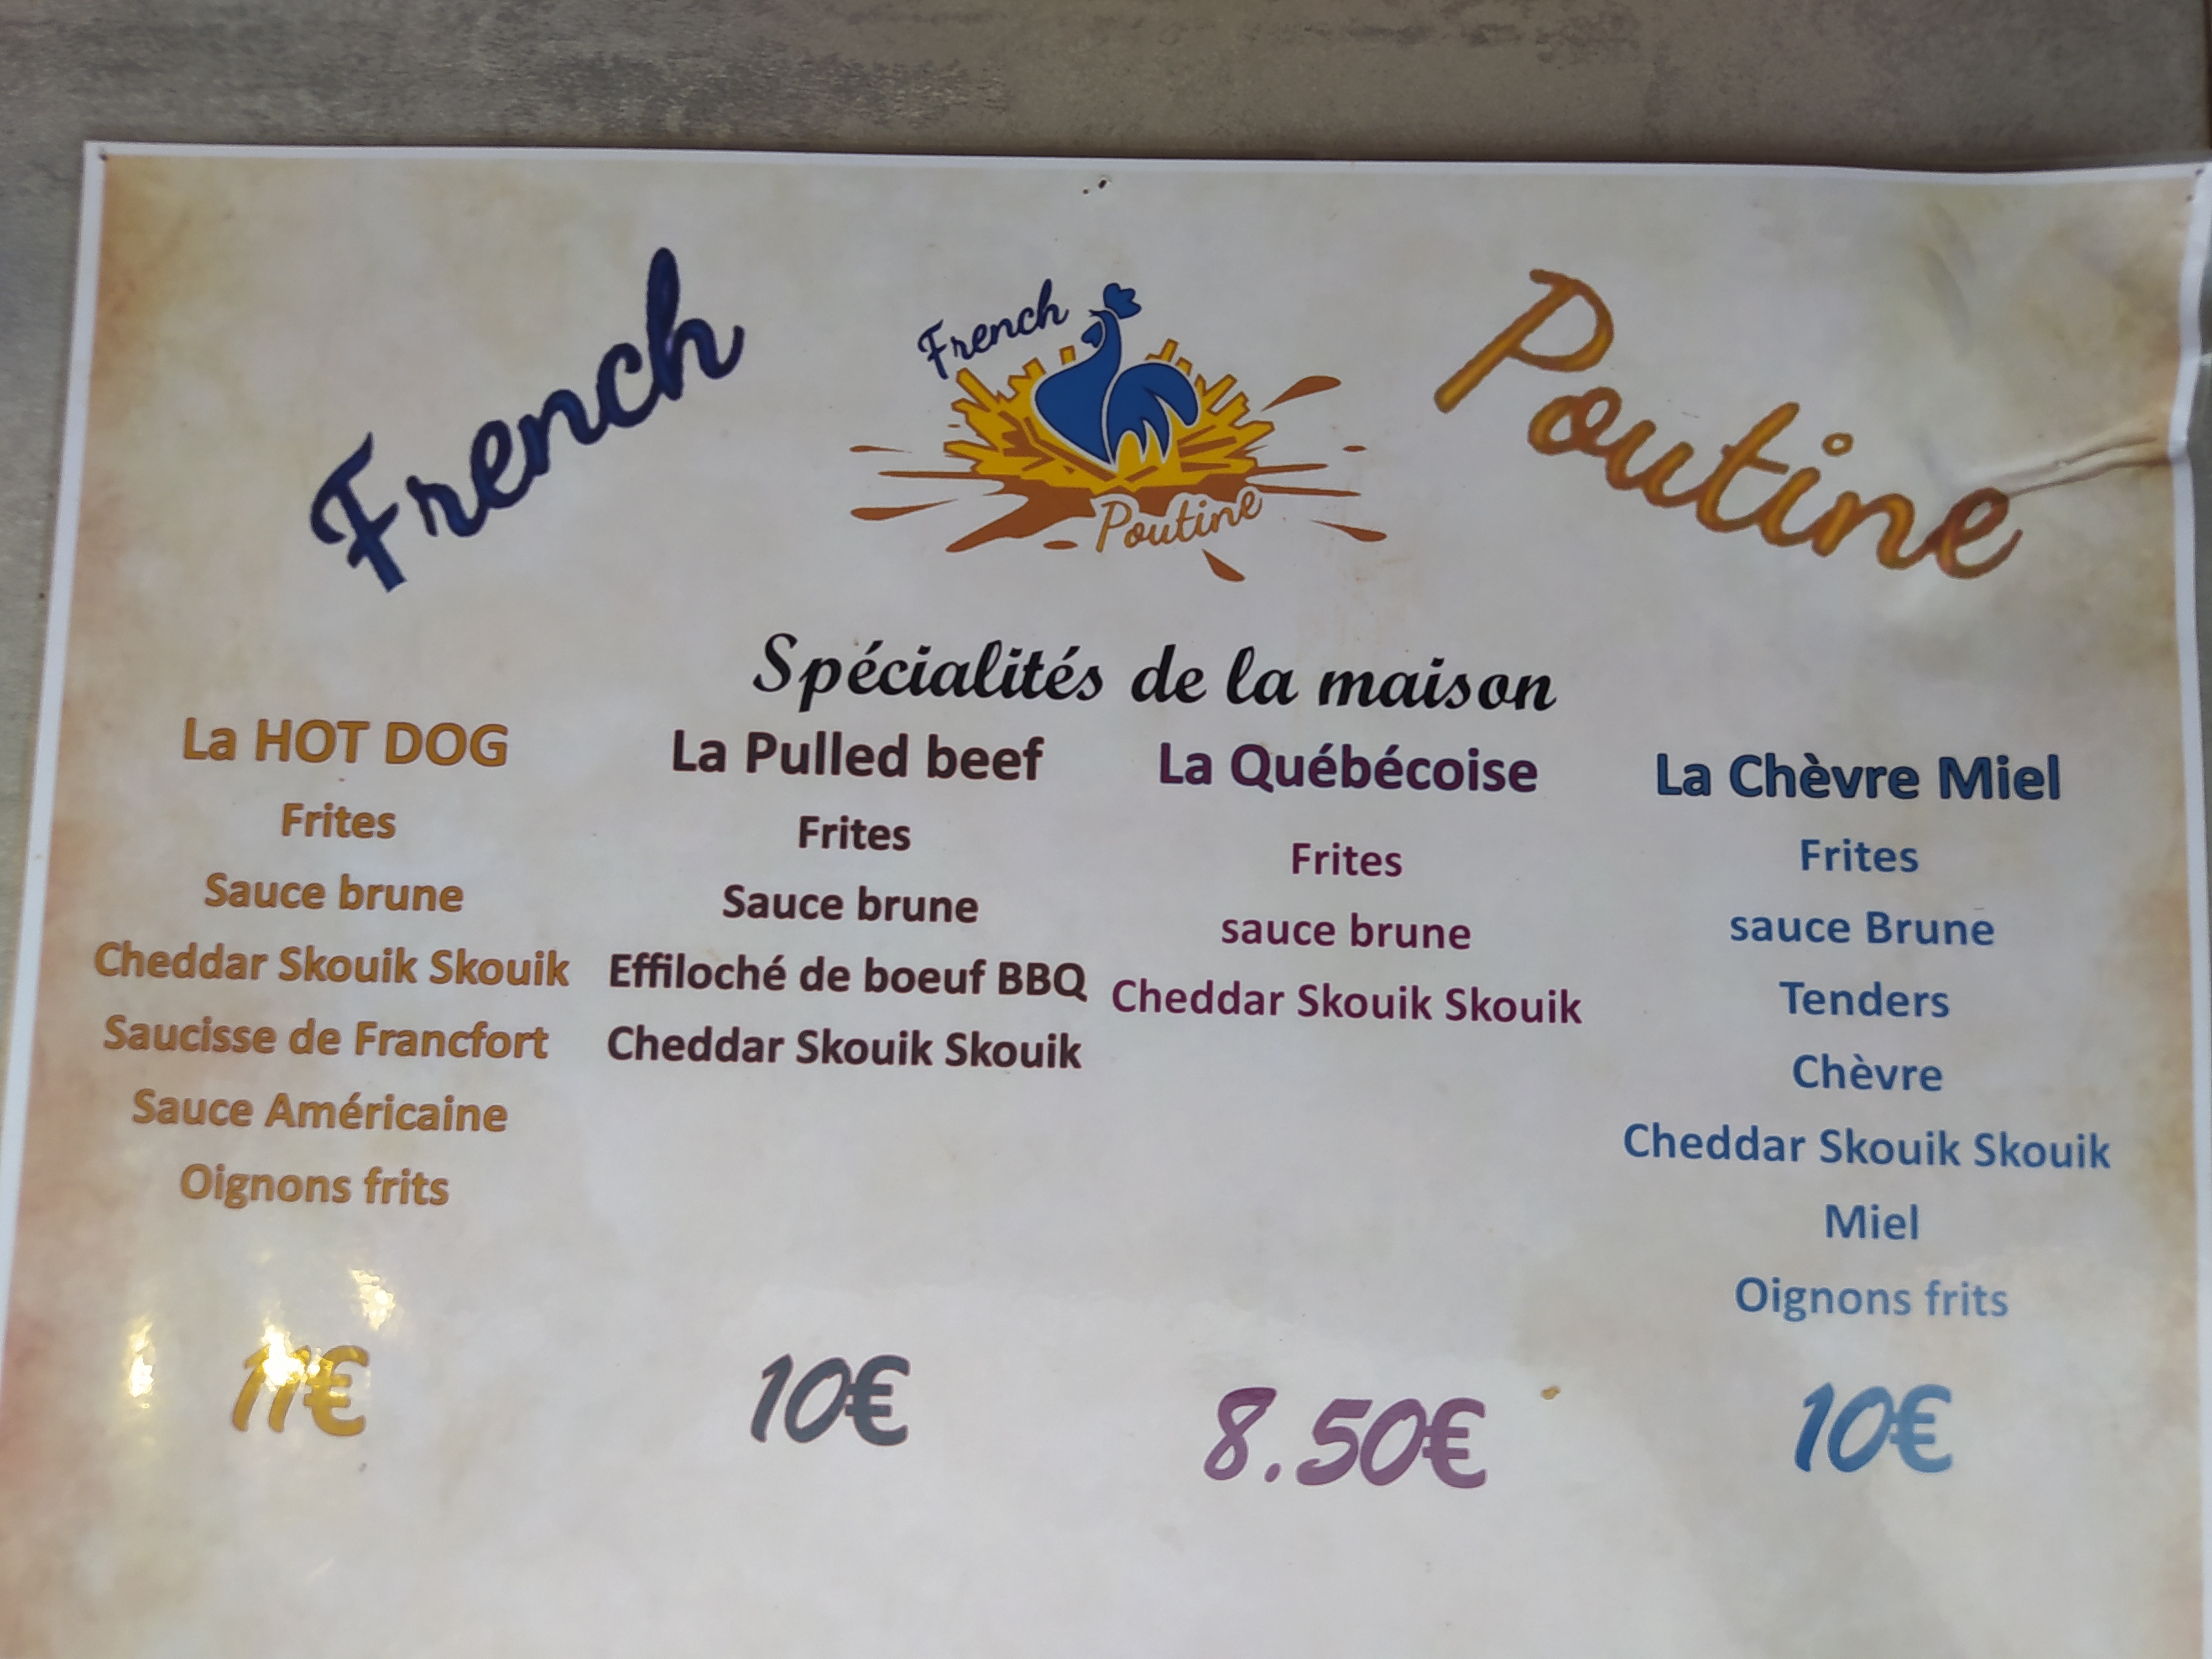 French
French
Poutine
Poutine
Spécialités de la maison
La HOT DOG
Frites
Sauce brune
Cheddar Skouik Skouik
Saucisse de Francfort
Sauce Américaine
Oignons frits
11€
La Pulled beef
Frites
Sauce brune
Effiloché de boeuf BBQ
Cheddar Skouik Skouik
10€
La Québécoise
Frites
sauce brune
Cheddar Skouik Skouik
8.50€
La Chèvre Miel
Frites
sauce Brune
Tenders
Chèvre
Cheddar Skouik Skouik
Miel
Oignons frits
10€